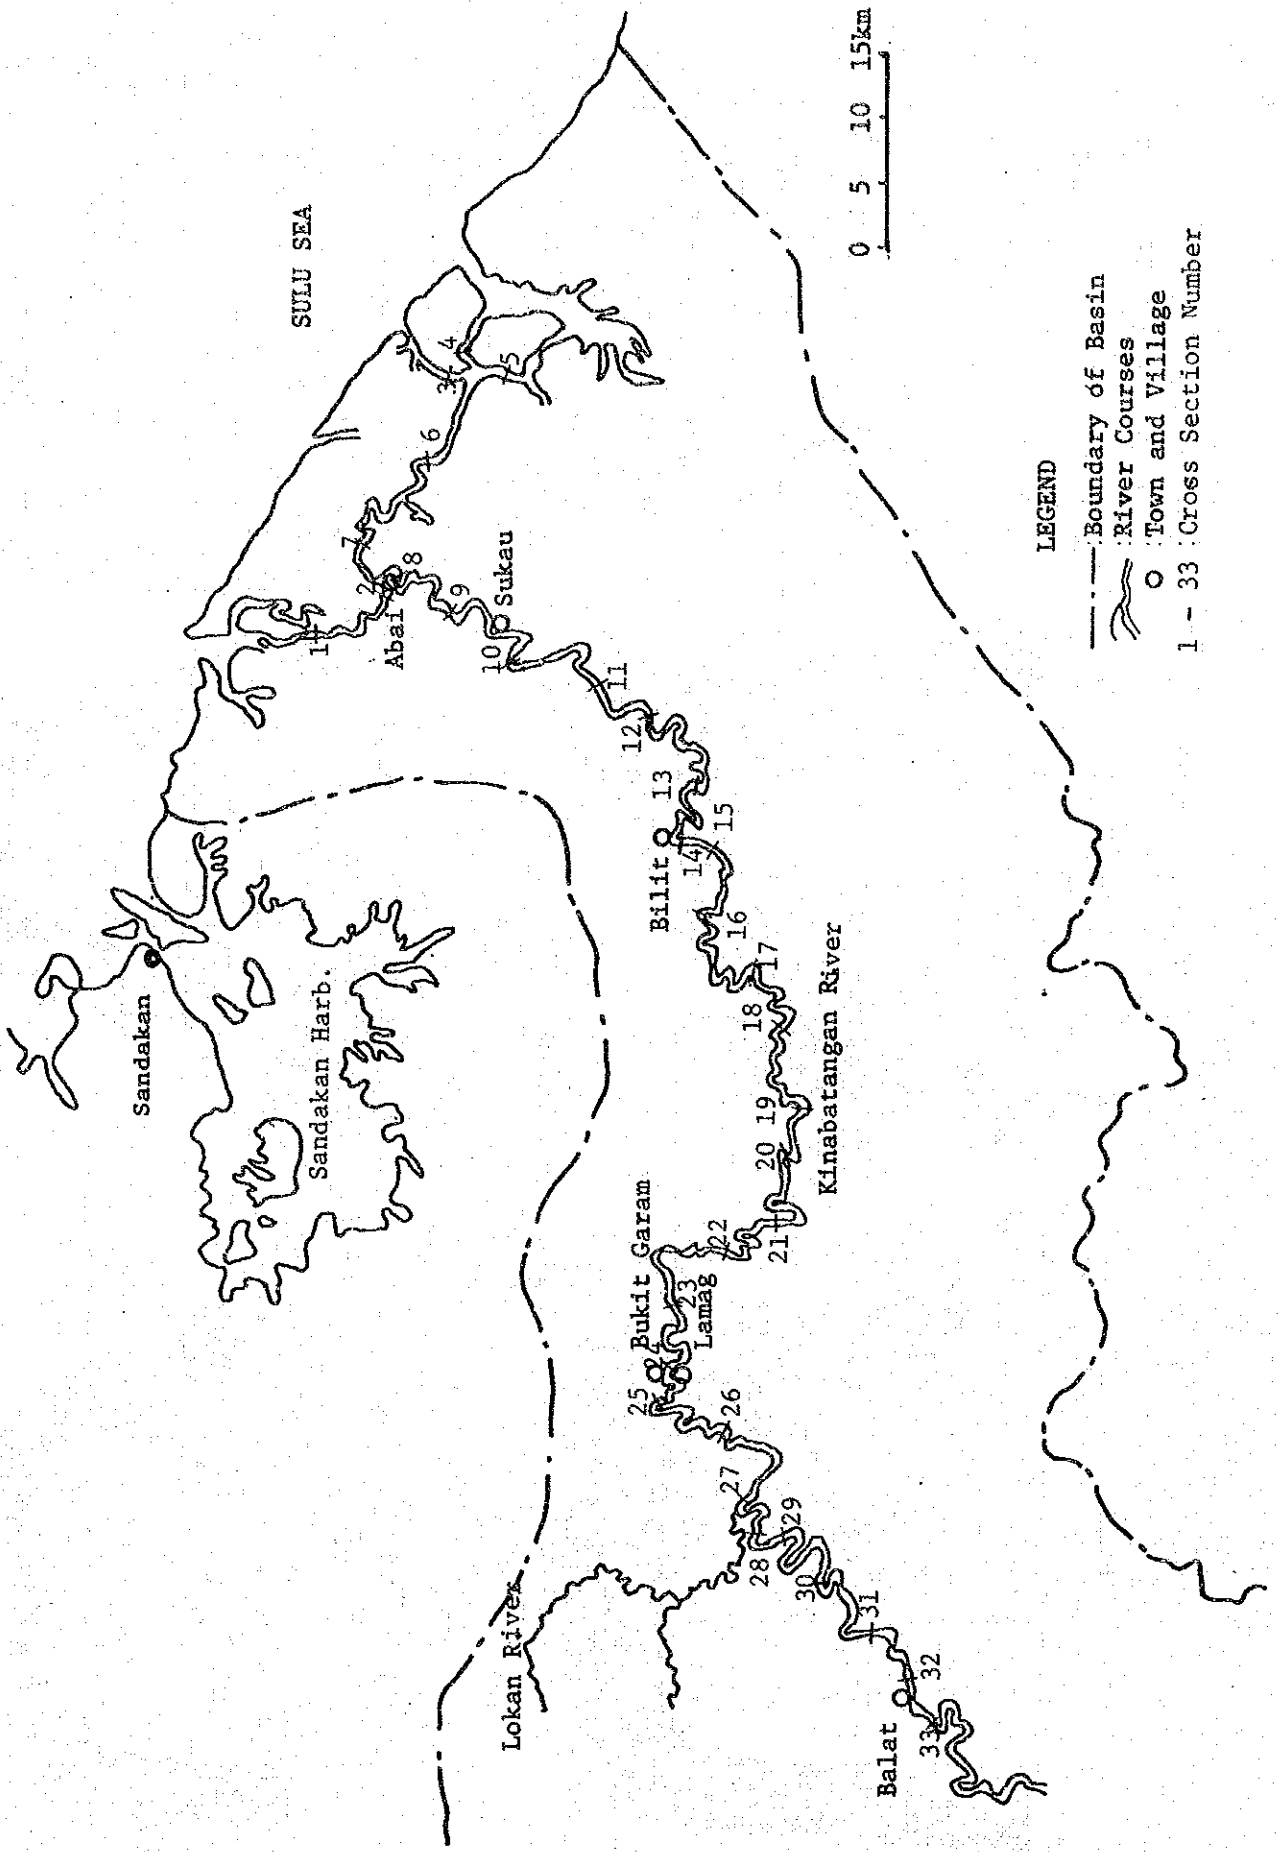 SULU SEA
Sandakan
Sandakan Harb.
Lokan River
Bukit Garam
Lamag
Balat
Billit
Abai
Sukau
Kinabatangan River
1
2
3
4
5
6
7
8
9
10
11
12
13
14
15
16
17
18
19
20
21
22
23
24
25
26
27
28
29
30
31
32
33
0 5 10 15km
LEGEND
Boundary of Basin
: River Courses
: Town and Village
1 - 33 : Cross Section Number